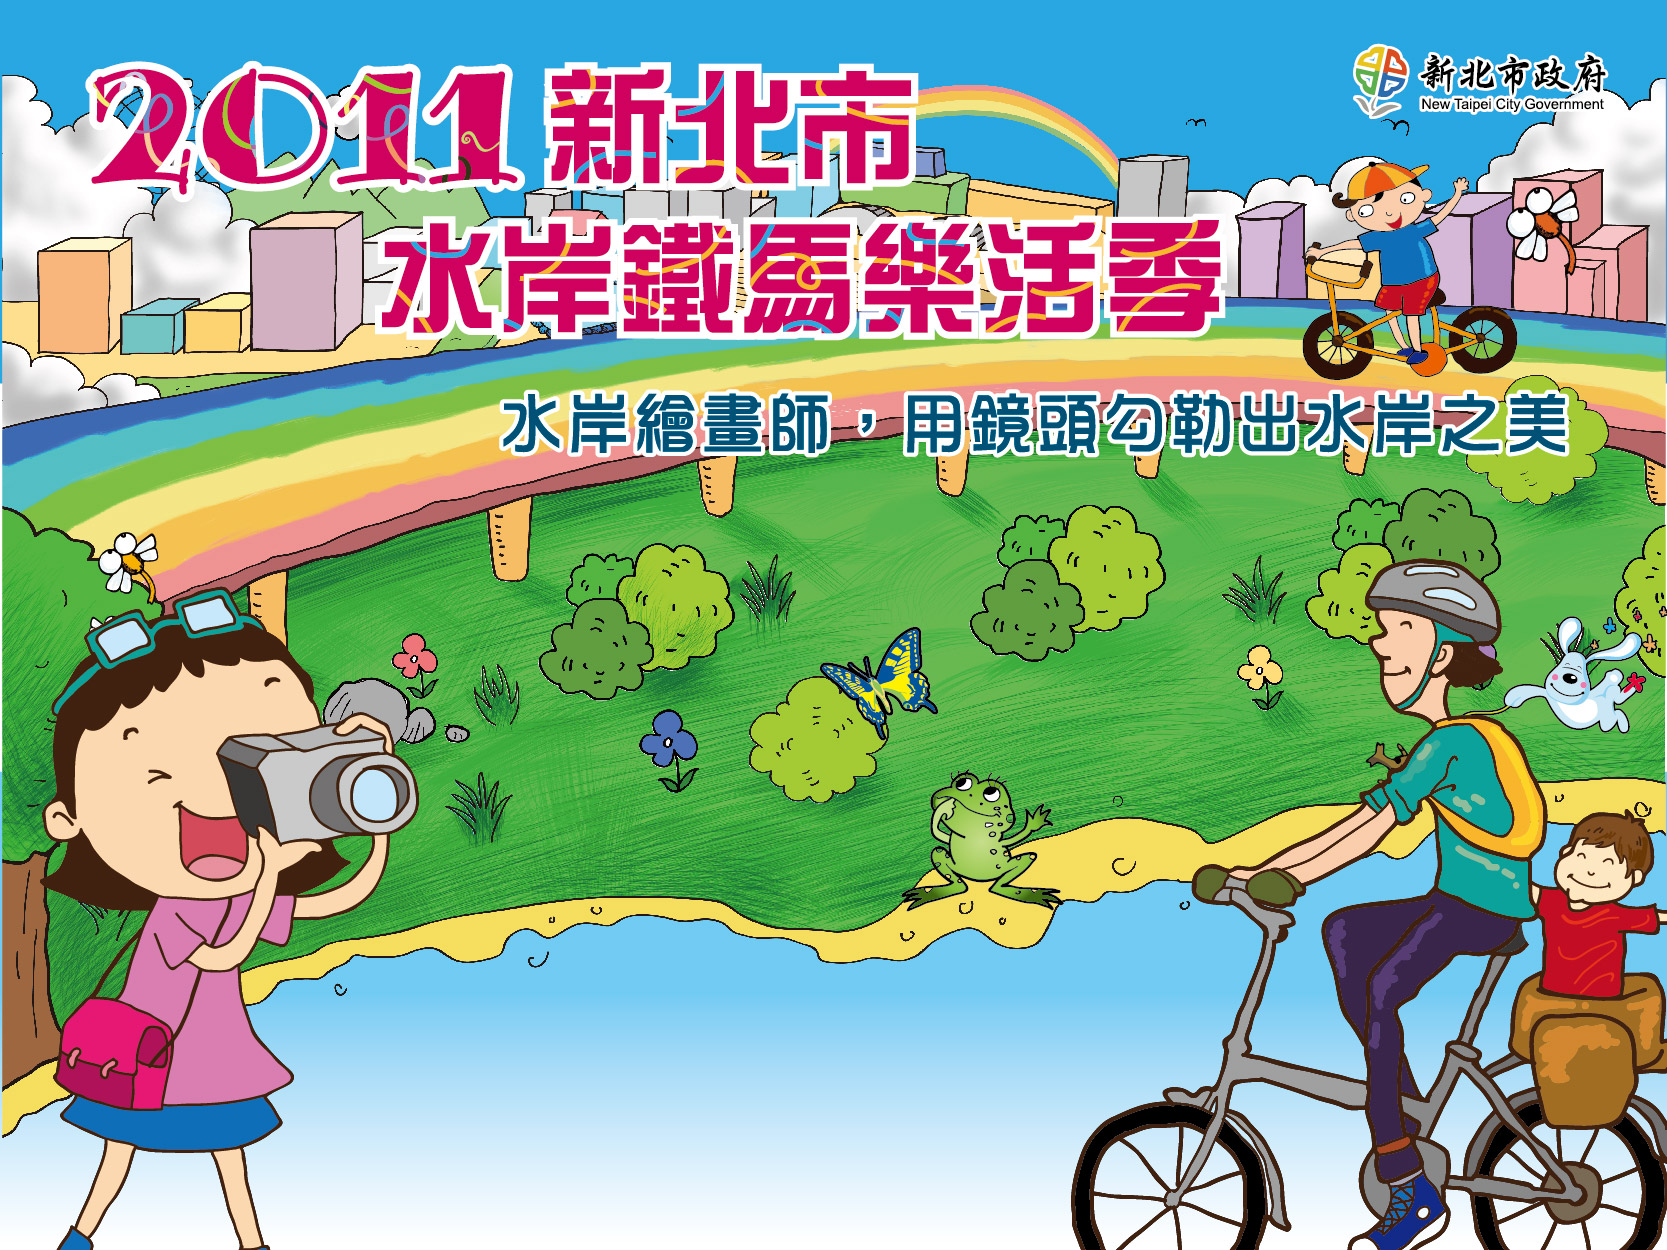 2011 新北市
水岸鐵馬樂活季
水岸繪畫師，用鏡頭勾勒出水岸之美
新北市政府
New Taipei City Government